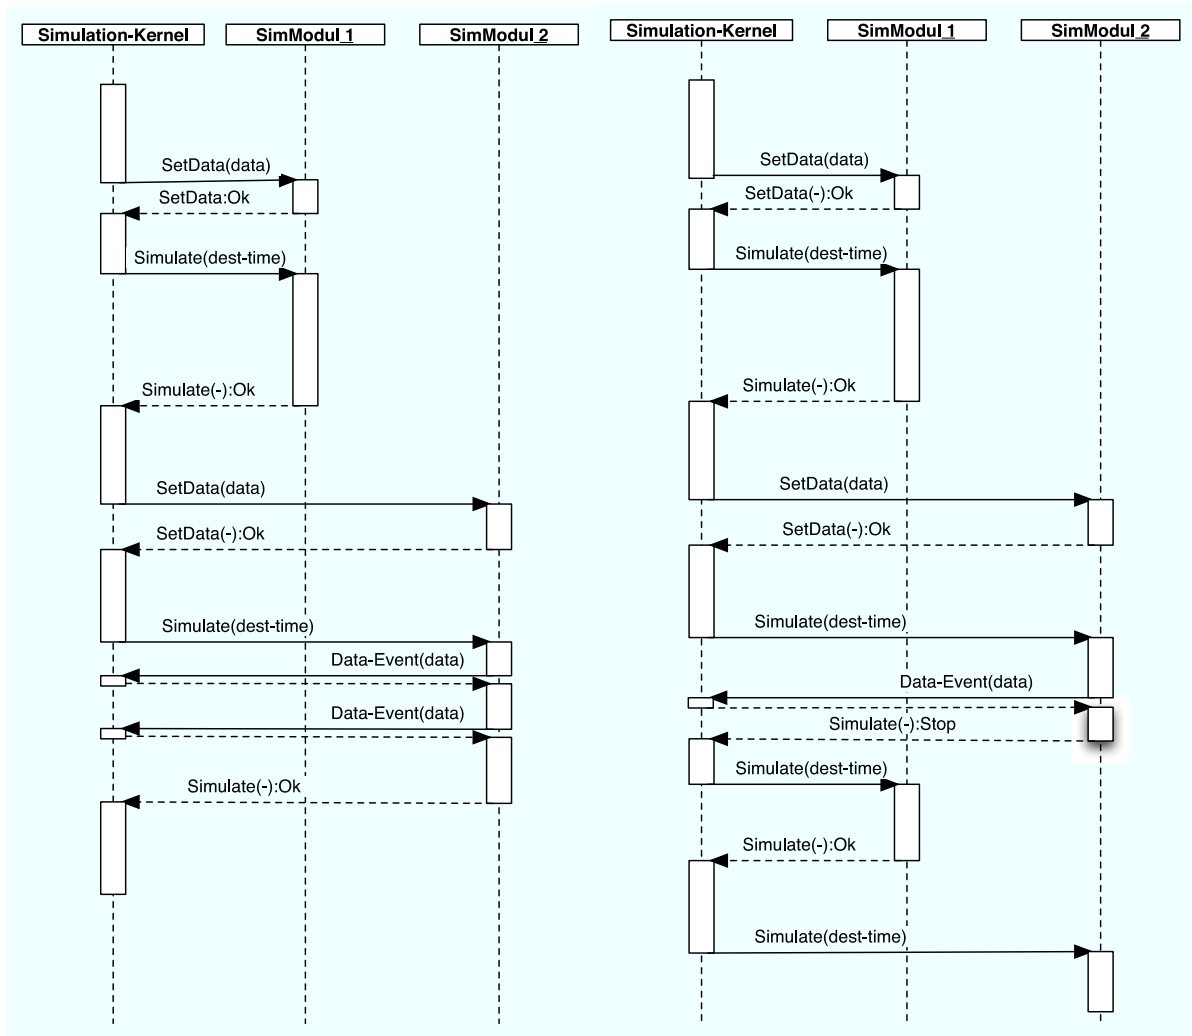 Simulation-Kernel
SimModul_1
SimModul_2
SetData(data)
SetData:Ok
Simulate(dest-time)
Simulate(-):Ok
SetData(data)
SetData(-):Ok
Simulate(dest-time)
Data-Event(data)
Data-Event(data)
Simulate(-):Ok
Simulation-Kernel
SimModul_1
SimModul_2
SetData(data)
SetData(-):Ok
Simulate(dest-time)
Simulate(-):Ok
SetData(data)
SetData(-):Ok
Simulate(dest-time)
Data-Event(data)
Simulate(-):Stop
Simulate(dest-time)
Simulate(-):Ok
Simulate(dest-time)